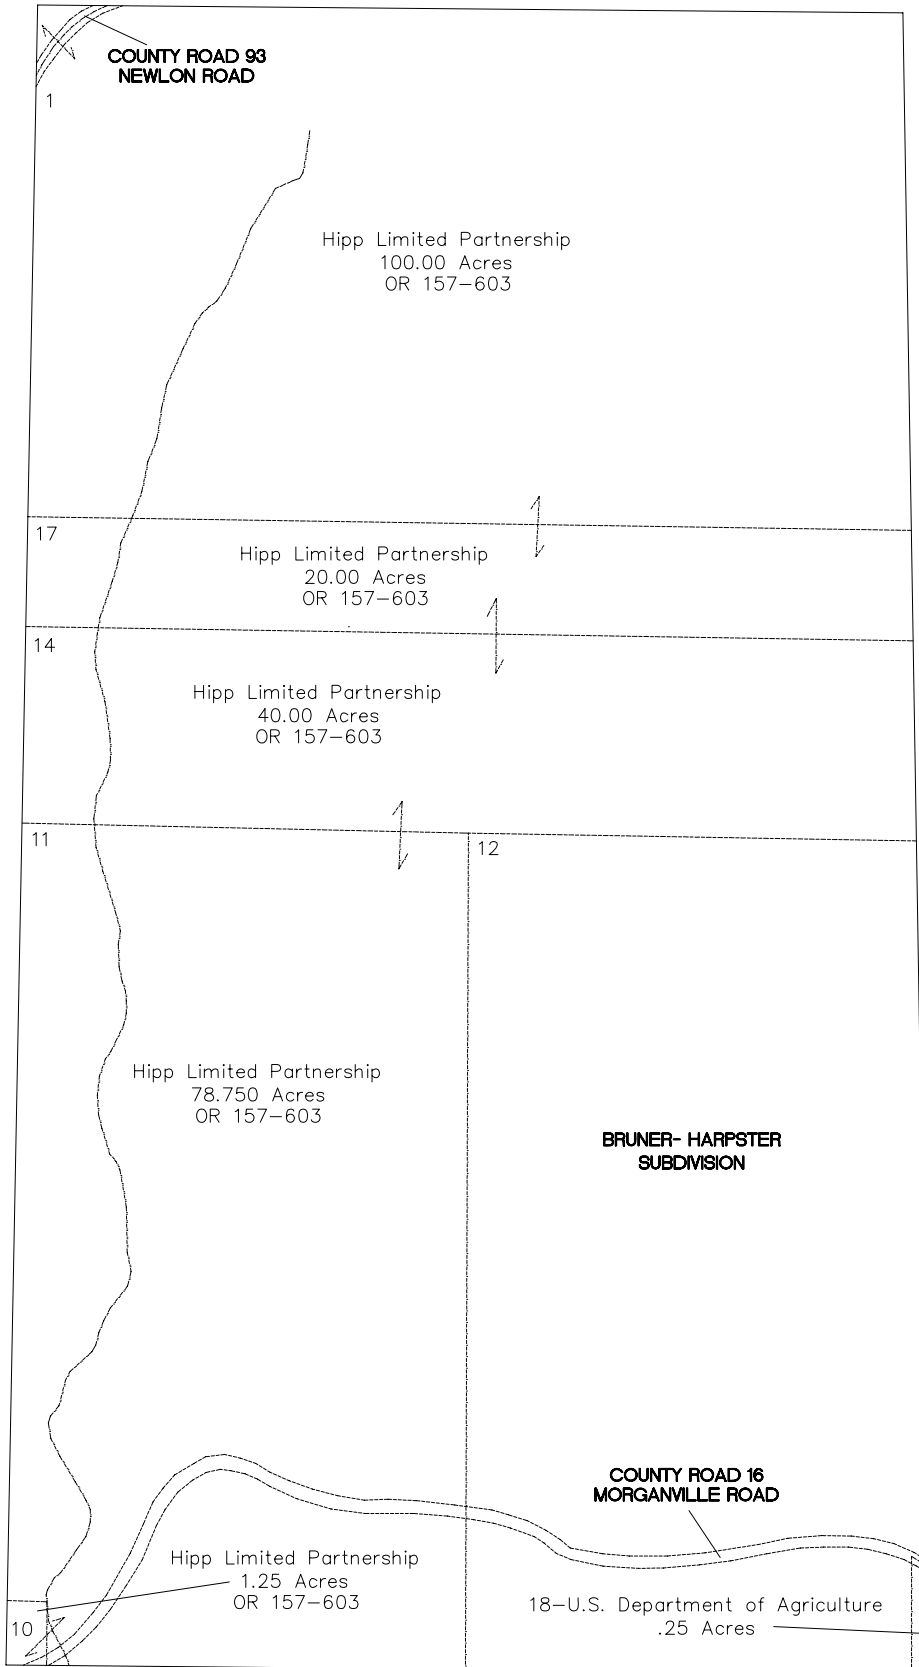 COUNTY ROAD 93
NEWLON ROAD
1
Hipp Limited Partnership
100.00 Acres
OR 157-603
17
Hipp Limited Partnership
20.00 Acres
OR 157-603
14
Hipp Limited Partnership
40.00 Acres
OR 157-603
11
12
Hipp Limited Partnership
78.750 Acres
OR 157-603
BRUNER- HARPSTER
SUBDIVISION
COUNTY ROAD 16
MORGANVILLE ROAD
Hipp Limited Partnership
1.25 Acres
OR 157-603
10
18-U.S. Department of Agriculture
.25 Acres